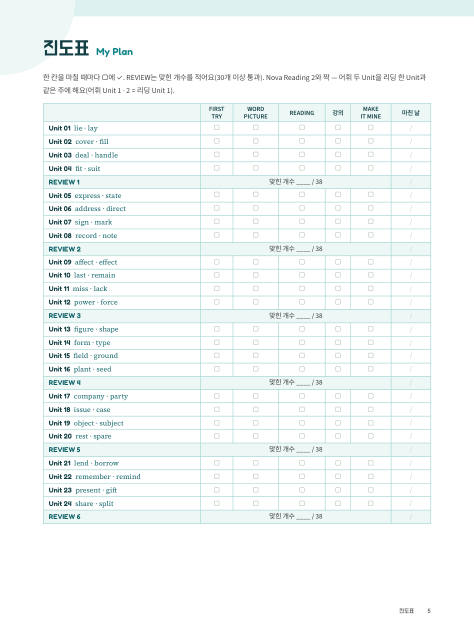 진도표 My Plan
한 칸을 마칠 때마다 □에 ✓. REVIEW는 맞힌 개수를 적어요(30개 이상 통과). Nova Reading 2와 짝 — 어휘 두 Unit을 리딩 한 Unit과
같은 주에 해요(어휘 Unit 1 · 2 = 리딩 Unit 1).
FIRST TRY WORD PICTURE READING 강의 MAKE IT MINE 마친 날
Unit 01 lie · lay □ □ □ □ □ /
Unit 02 cover · fill □ □ □ □ □ /
Unit 03 deal · handle □ □ □ □ □ /
Unit 04 fit · suit □ □ □ □ □ /
REVIEW 1 맞힌 개수 ____ / 38 /
Unit 05 express · state □ □ □ □ □ /
Unit 06 address · direct □ □ □ □ □ /
Unit 07 sign · mark □ □ □ □ □ /
Unit 08 record · note □ □ □ □ □ /
REVIEW 2 맞힌 개수 ____ / 38 /
Unit 09 affect · effect □ □ □ □ □ /
Unit 10 last · remain □ □ □ □ □ /
Unit 11 miss · lack □ □ □ □ □ /
Unit 12 power · force □ □ □ □ □ /
REVIEW 3 맞힌 개수 ____ / 38 /
Unit 13 figure · shape □ □ □ □ □ /
Unit 14 form · type □ □ □ □ □ /
Unit 15 field · ground □ □ □ □ □ /
Unit 16 plant · seed □ □ □ □ □ /
REVIEW 4 맞힌 개수 ____ / 38 /
Unit 17 company · party □ □ □ □ □ /
Unit 18 issue · case □ □ □ □ □ /
Unit 19 object · subject □ □ □ □ □ /
Unit 20 rest · spare □ □ □ □ □ /
REVIEW 5 맞힌 개수 ____ / 38 /
Unit 21 lend · borrow □ □ □ □ □ /
Unit 22 remember · remind □ □ □ □ □ /
Unit 23 present · gift □ □ □ □ □ /
Unit 24 share · split □ □ □ □ □ /
REVIEW 6 맞힌 개수 ____ / 38 /
진도표 5